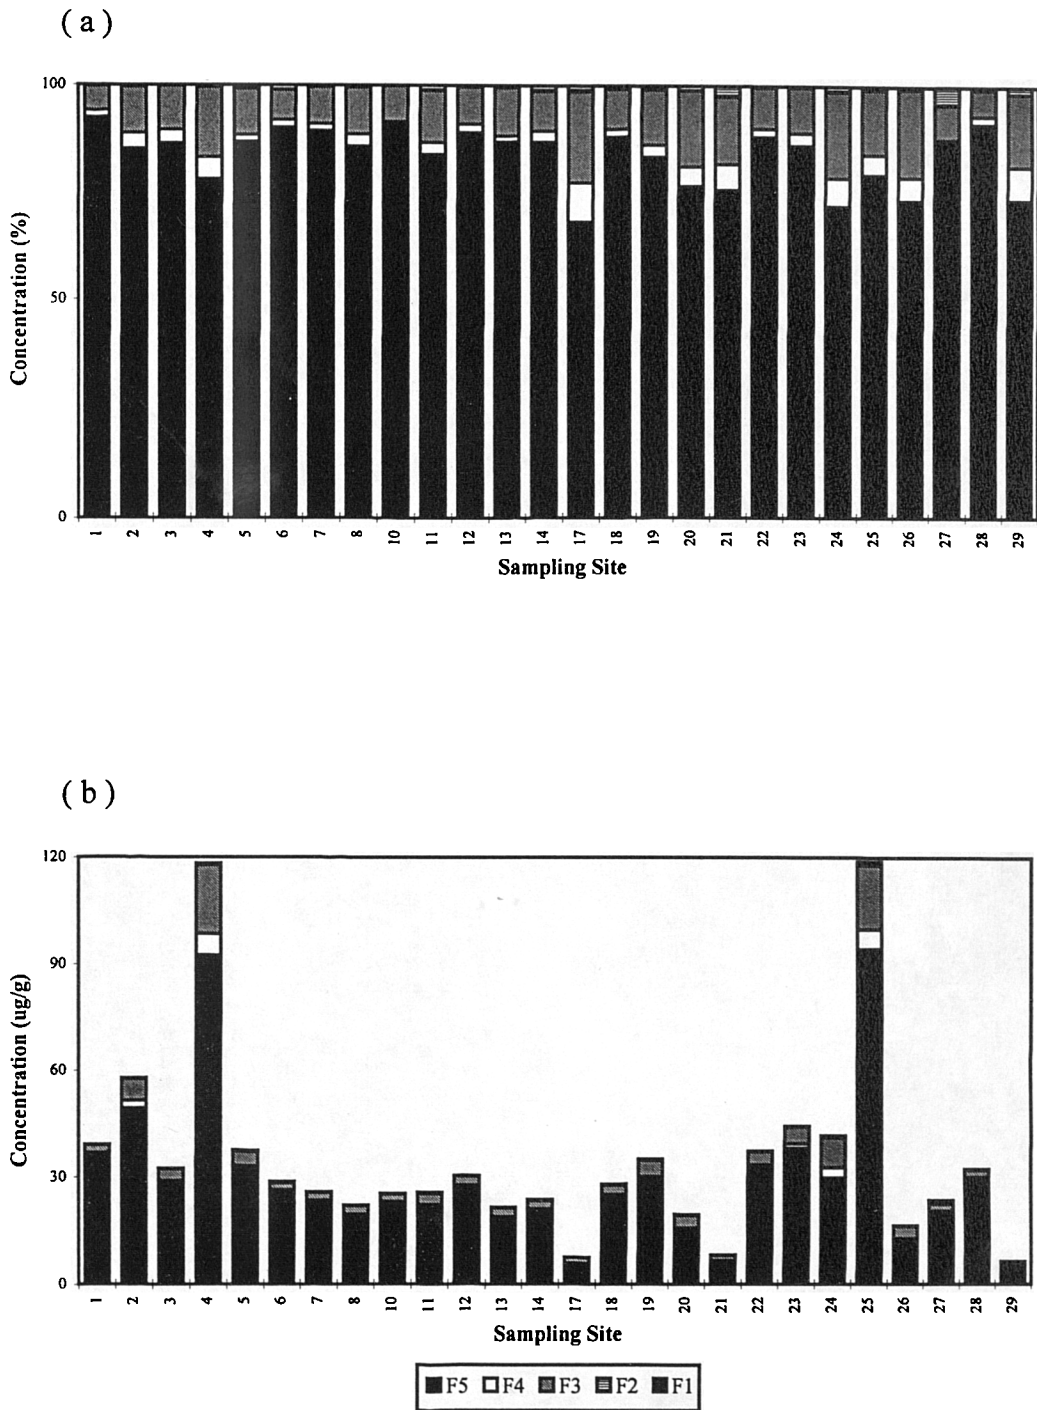 ( a )
100
50
0
Concentration (%)
1 2 3 4 5 6 7 8 10 11 12 13 14 17 18 19 20 21 22 23 24 25 26 27 28 29
Sampling Site
( b )
120
90
60
30
0
Concentration (ug/g)
1 2 3 4 5 6 7 8 10 11 12 13 14 17 18 19 20 21 22 23 24 25 26 27 28 29
Sampling Site
F5 F4 F3 F2 F1